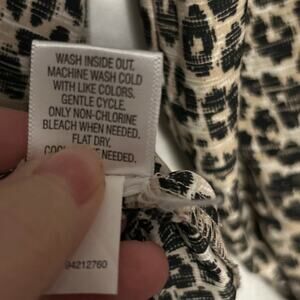 WASH INSIDE OUT.
MACHINE WASH COLD
WITH LIKE COLORS.
GENTLE CYCLE.
ONLY NON-CHLORINE
BLEACH WHEN NEEDED.
FLAT DRY.
NEEDED.
94212760